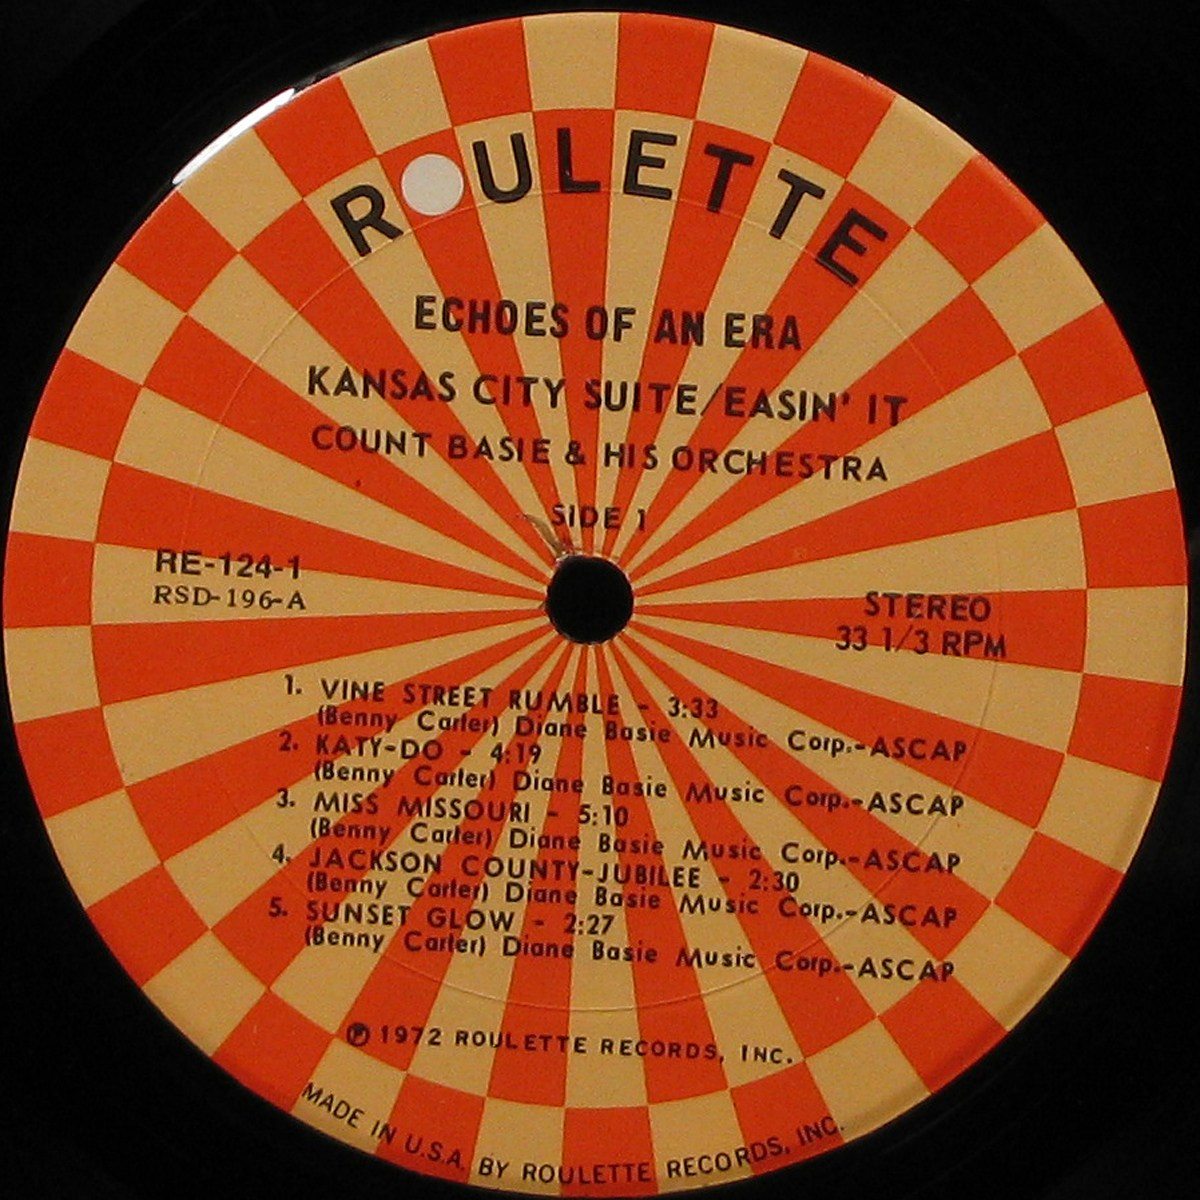 ROULETTE
ECHOES OF AN ERA
KANSAS CITY SUITE/EASIN' IT
COUNT BASIE & HIS ORCHESTRA
SIDE 1
RE-124-1
RSD-196-A
STEREO
33 1/3 RPM
1. VINE STREET RUMBLE - 3:33
(Benny Carter) Diane Basie Music Corp.-ASCAP
2. KATY-DO - 4:19
(Benny Carter) Diane Basie Music Corp.-ASCAP
3. MISS MISSOURI - 5:10
(Benny Carter) Diane Basie Music Corp.-ASCAP
4. JACKSON COUNTY-JUBILEE - 2:30
(Benny Carter) Diane Basie Music Corp.-ASCAP
5. SUNSET GLOW - 2:27
(Benny Carter) Diane Basie Music Corp.-ASCAP
℗ 1972 ROULETTE RECORDS, INC.
MADE IN U.S.A. BY ROULETTE RECORDS, INC.